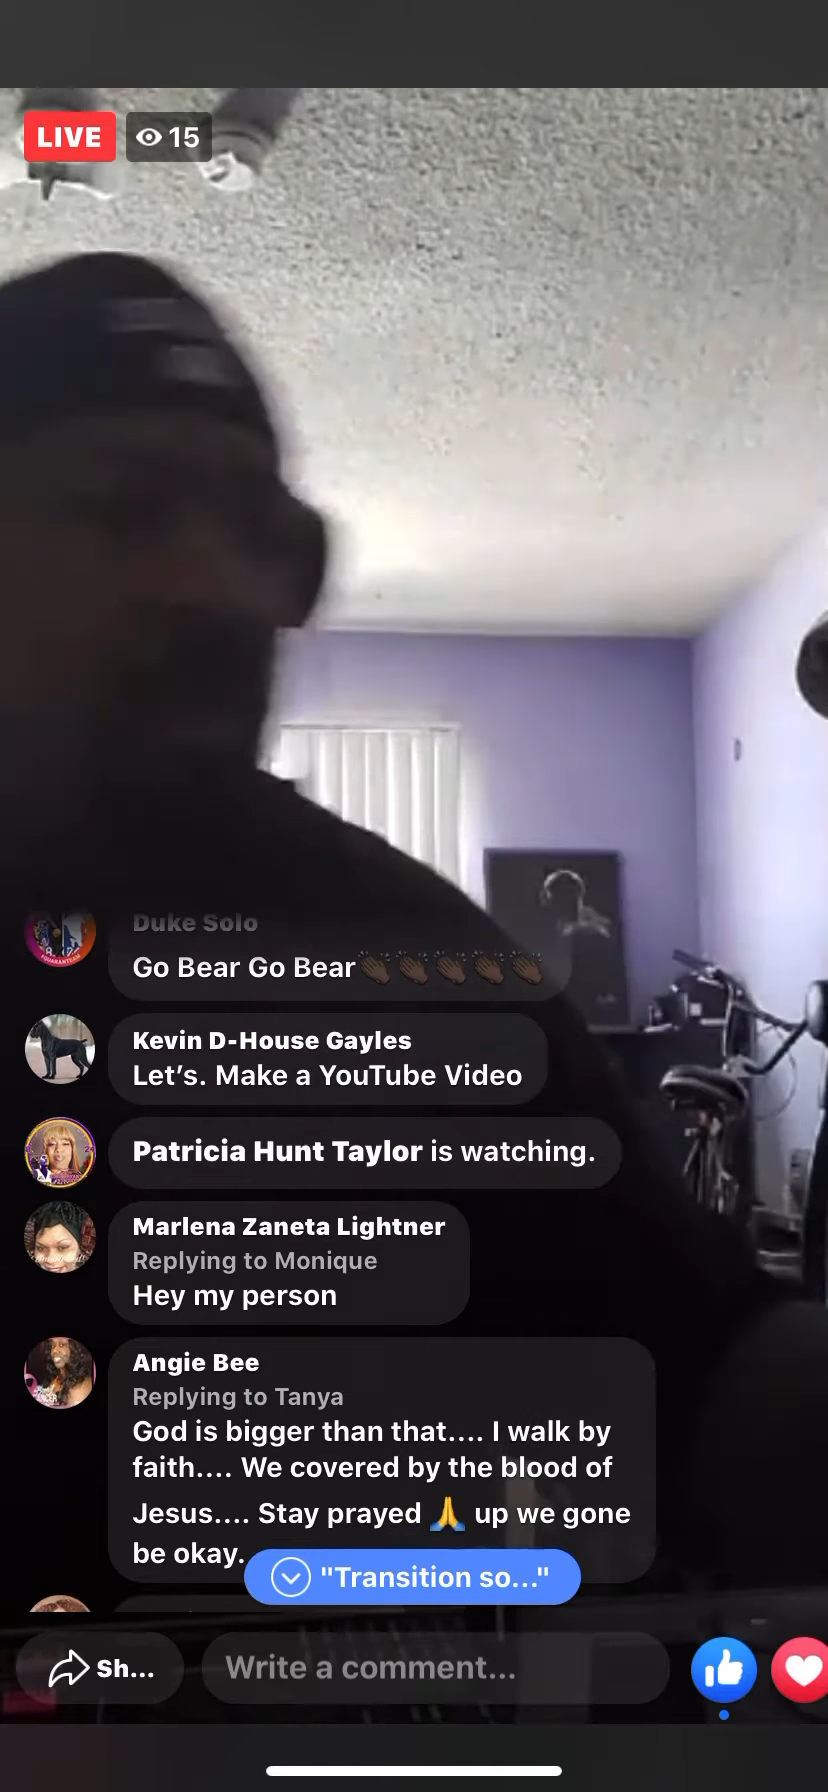 LIVE
15
Duke Solo
Go Bear Go Bear👏🏿👏🏿👏🏿👏🏿👏🏿
Kevin D-House Gayles
Let’s. Make a YouTube Video
Patricia Hunt Taylor is watching.
Marlena Zaneta Lightner
Replying to Monique
Hey my person
Angie Bee
Replying to Tanya
God is bigger than that.... I walk by
faith.... We covered by the blood of
Jesus.... Stay prayed 🙏 up we gone
be okay.
"Transition so..."
Sh...
Write a comment...